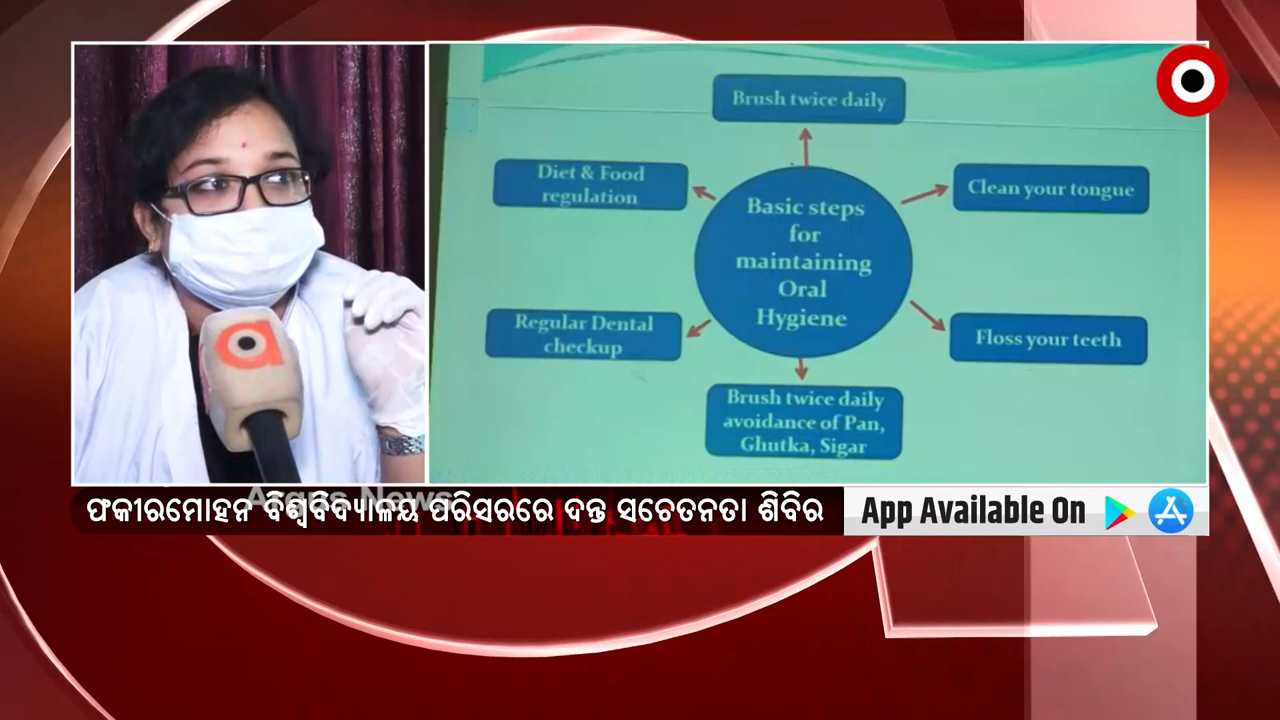 Brush twice daily
Diet & Food
regulation
Clean your tongue
Basic steps
for
maintaining
Oral
Hygiene
Regular Dental
checkup
Floss your teeth
Brush twice daily
avoidance of Pan,
Ghutka, Sigar
a
Argus News
ଫକୀରମୋହନ ବିଶ୍ୱବିଦ୍ୟାଳୟ ପରିସରରେ ଦନ୍ତ ସଚେତନତା ଶିବିର
App Available On